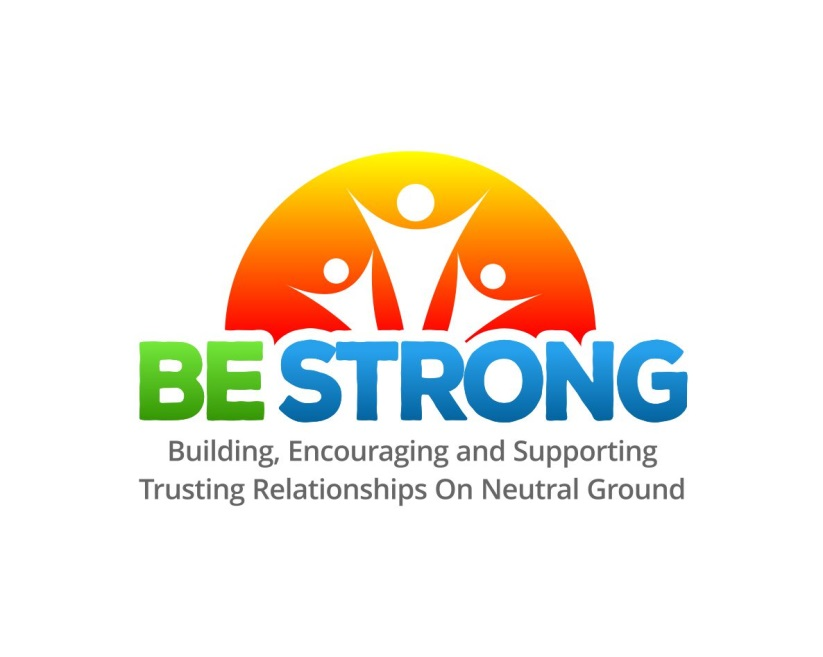 BE STRONG
Building, Encouraging and Supporting
Trusting Relationships On Neutral Ground